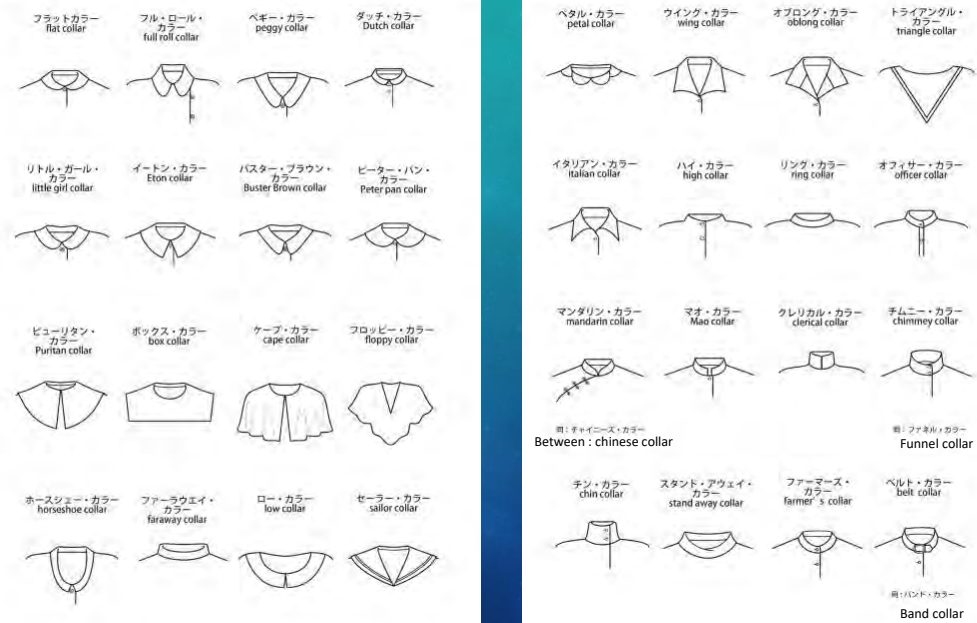 フラットカラー
flat collar
フル・ロール・
カラー
full roll collar
ペギー・カラー
peggy collar
ダッチ・カラー
Dutch collar
リトル・ガール・
カラー
little girl collar
イートン・カラー
Eton collar
バスター・ブラウン・
カラー
Buster Brown collar
ピーター・パン・
カラー
Peter pan collar
ピューリタン・
カラー
Puritan collar
ボックス・カラー
box collar
ケープ・カラー
cape collar
フロッピー・カラー
floppy collar
ホースシュー・カラー
horseshoe collar
ファーラウエイ・
カラー
faraway collar
ロー・カラー
low collar
セーラー・カラー
sailor collar
ペタル・カラー
petal collar
ウイング・カラー
wing collar
オブロング・カラー
oblong collar
トライアングル・
カラー
triangle collar
イタリアン・カラー
italian collar
ハイ・カラー
high collar
リング・カラー
ring collar
オフィサー・カラー
officer collar
マンダリン・カラー
mandarin collar
マオ・カラー
Mao collar
クレリカル・カラー
clerical collar
チムニー・カラー
chimmey collar
同：チャイニーズ・カラー
Between : chinese collar
同：ファネル・カラー
Funnel collar
チン・カラー
chin collar
スタンド・アウェイ・
カラー
stand away collar
ファーマーズ・
カラー
farmer's collar
ベルト・カラー
belt collar
同：バンド・カラー
Band collar